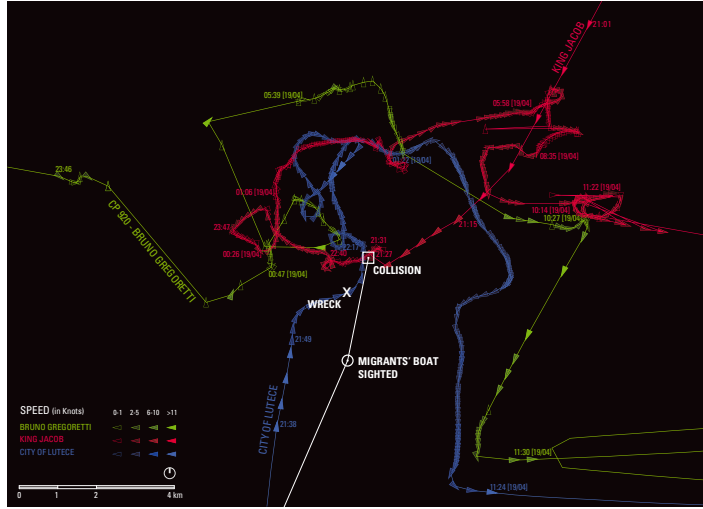 21:01
KING JACOB
05:39 [19/04]
05:50 [19/04]
08:35 [19/04]
01:22 [19/04]
23:46
CP 920 - BRUNO GREGORETTI
01:06 [19/04]
11:22 [19/04]
10:14 [19/04]
10:27 [19/04]
23:47
21:15
21:31
22:17
21:27
22:40
00:26 [19/04]
COLLISION
00:47 [19/04]
WRECK X
21:49
MIGRANTS' BOAT
SIGHTED
CITY OF LUTECE
21:38
SPEED (in Knots) 0-1 2-5 6-10 >11
BRUNO GREGORETTI
KING JACOB
CITY OF LUTECE
11:30 [19/04]
11:24 [19/04]
0 1 2 4 km